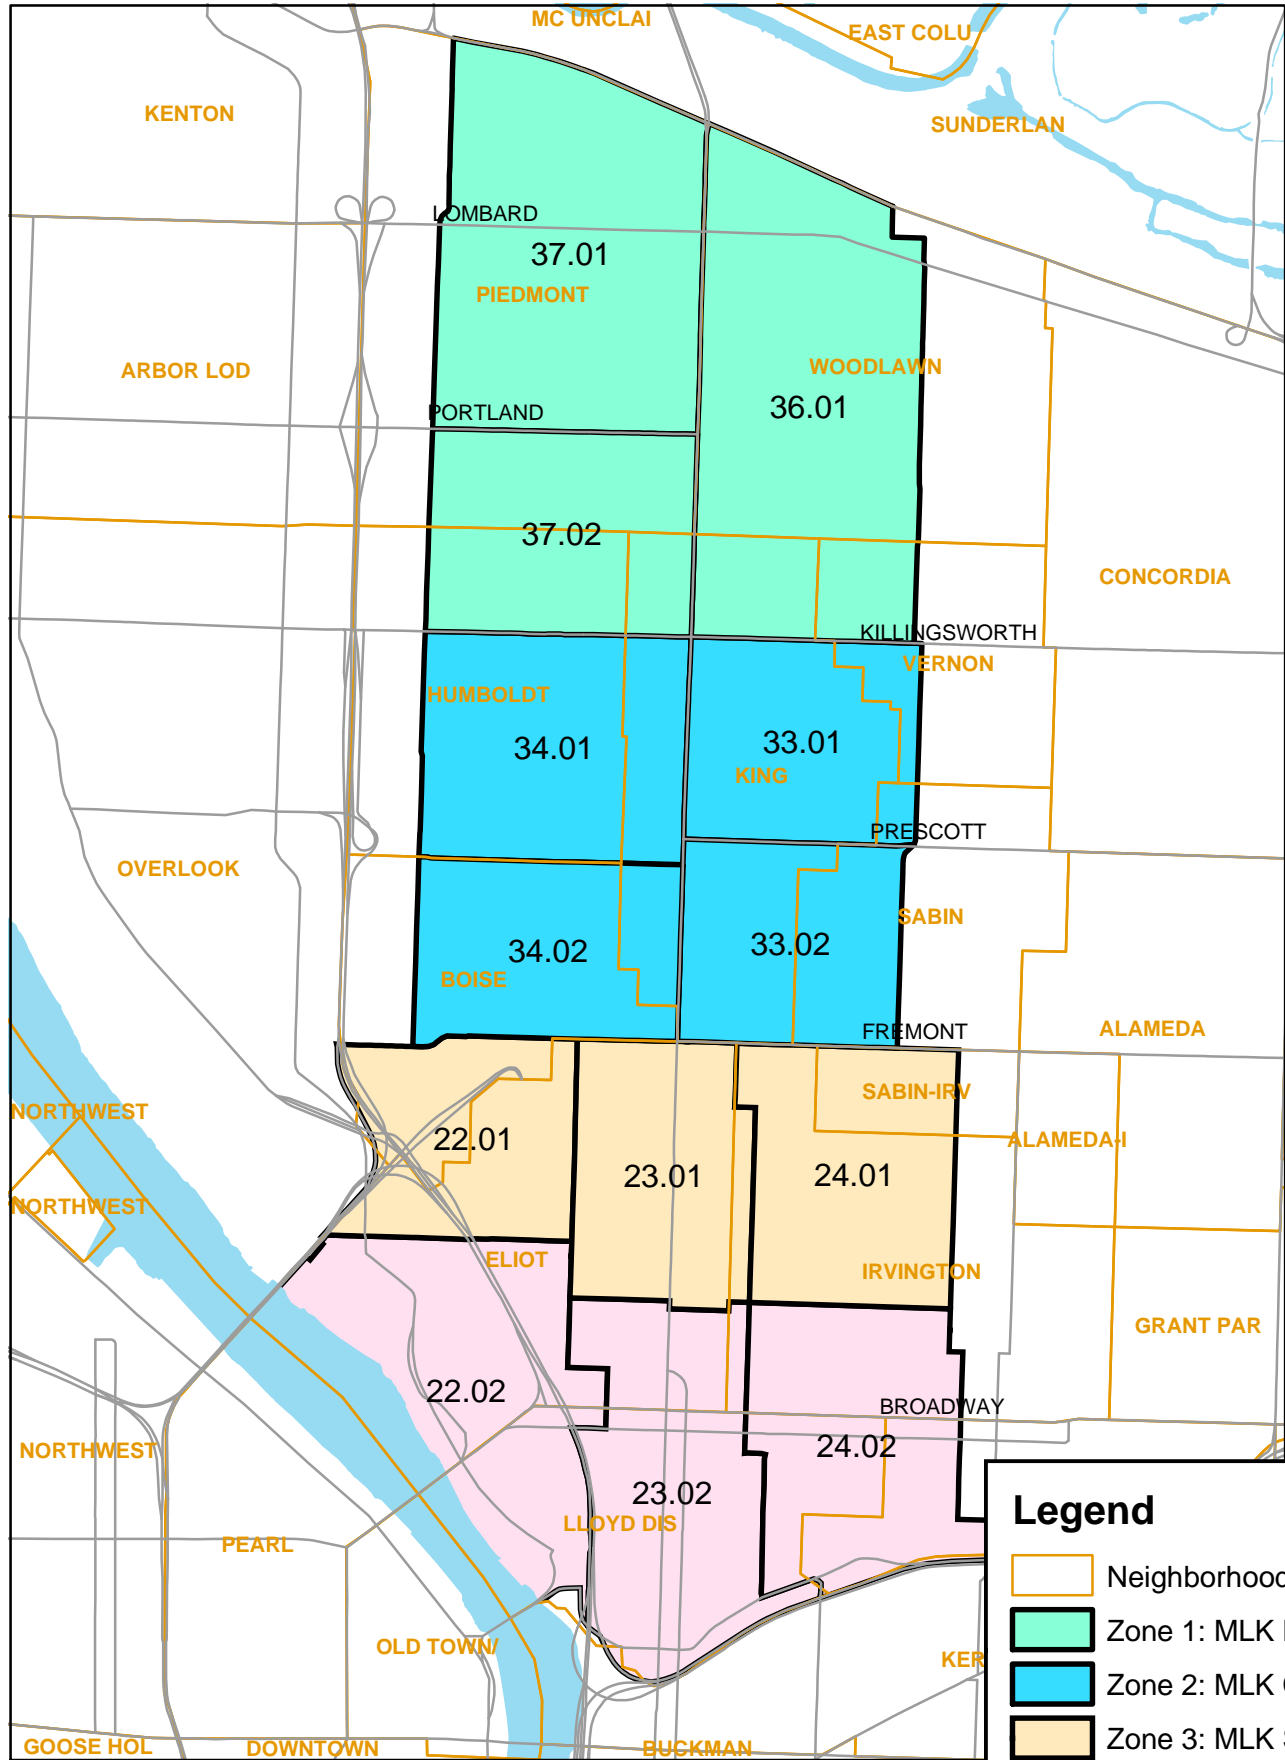 MC UNCLAI
EAST COLU
KENTON
SUNDERLAN
LOMBARD
37.01
PIEDMONT
WOODLAWN
ARBOR LOD
36.01
PORTLAND
37.02
CONCORDIA
KILLINGSWORTH
VERNON
HUMBOLDT
34.01
33.01
KING
PRESCOTT
OVERLOOK
SABIN
34.02
33.02
BOISE
FREMONT
ALAMEDA
SABIN-IRV
NORTHWEST
22.01
ALAMEDA-I
23.01
24.01
NORTHWEST
ELIOT
IRVINGTON
GRANT PAR
22.02
BROADWAY
NORTHWEST
24.02
23.02
LLOYD DIS
PEARL
OLD TOWN/
KER
GOOSE HOL
DOWNTOWN
BUCKMAN
Legend
Neighborhood
Zone 1: MLK
Zone 2: MLK
Zone 3: MLK